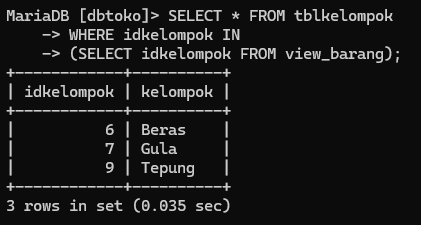 MariaDB [dbtoko]> SELECT * FROM tblkelompok
    -> WHERE idkelompok IN
    -> (SELECT idkelompok FROM view_barang);
+------------+----------+
| idkelompok | kelompok |
+------------+----------+
|          6 | Beras    |
|          7 | Gula     |
|          9 | Tepung   |
+------------+----------+
3 rows in set (0.035 sec)